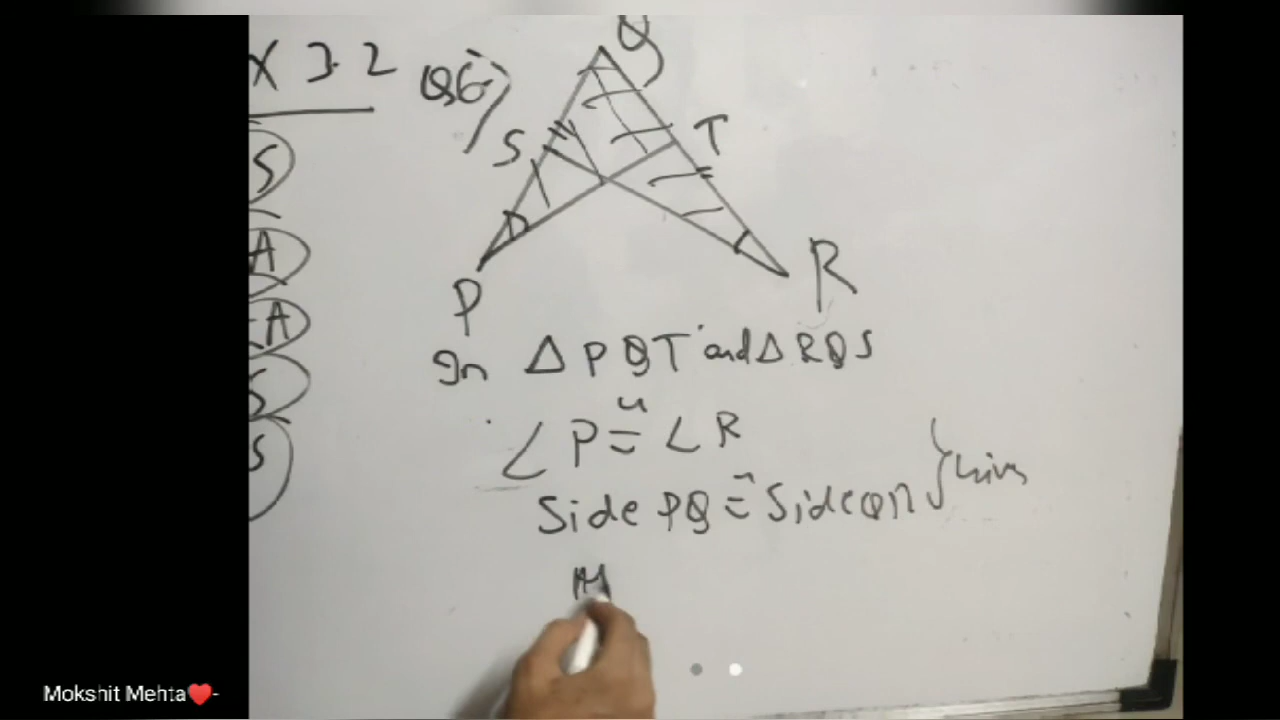 X 3.2 Q6)
Q
S T
S
A
P R
A
In Δ PQT and Δ RQS
S
∠ P ≅ ∠ R
S
Side PQ ≅ Side QR
Mokshit Mehta❤️-